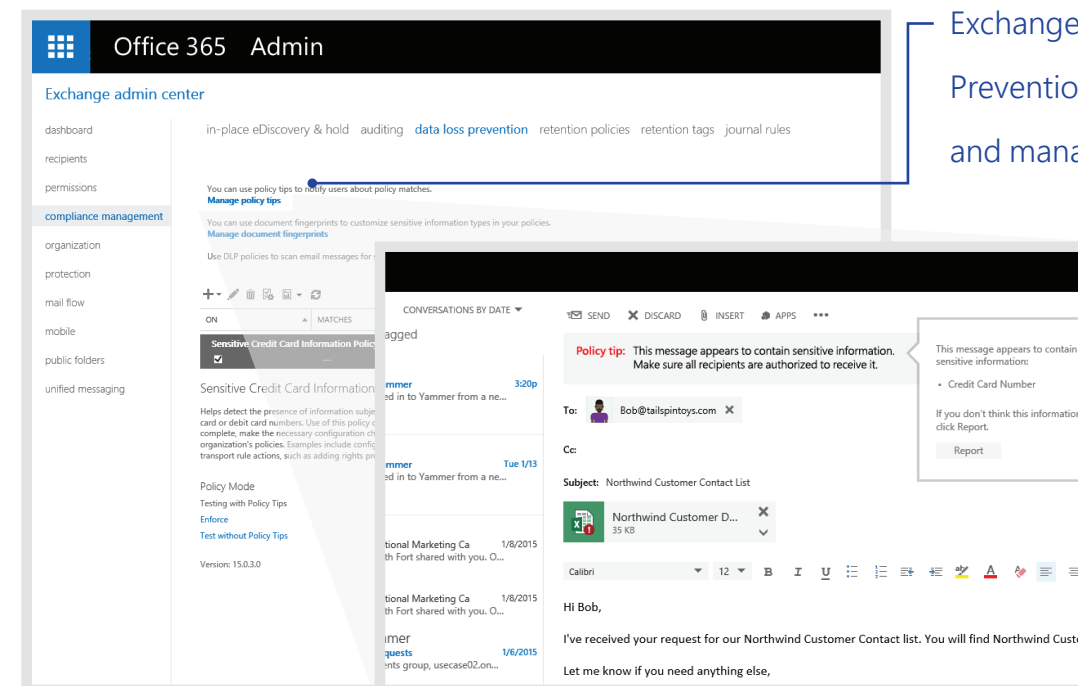 Exchange
Preventio
and mana
Office 365 Admin
Exchange admin center
dashboard
recipients
permissions
compliance management
organization
protection
mail flow
mobile
public folders
unified messaging
in-place eDiscovery & hold auditing data loss prevention retention policies retention tags journal rules
You can use policy tips to notify users about policy matches.
Manage policy tips
You can use document fingerprints to customize sensitive information types in your policies.
Manage document fingerprints
Use DLP policies to scan email messages for
ON MATCHES
Sensitive Credit Card Information Polic
Sensitive Credit Card Information
Helps detect the presence of information subje
card or debit card numbers. Use of this policy
complete, make the necessary configuration ch
organization's policies. Examples include config
transport rule actions, such as adding rights pr
Policy Mode
Testing with Policy Tips
Enforce
Test without Policy Tips
Version: 15.0.3.0
CONVERSATIONS BY DATE
agged
mmer 3:20p
ed in to Yammer from a ne...
mmer Tue 1/13
ed in to Yammer from a ne...
tional Marketing Ca 1/8/2015
th Fort shared with you. O...
tional Marketing Ca 1/8/2015
th Fort shared with you. O...
mmer
quests 1/6/2015
ents group, usecase02.on...
SEND DISCARD INSERT APPS •••
Policy tip: This message appears to contain sensitive information.
Make sure all recipients are authorized to receive it.
This message appears to contain
sensitive information:
• Credit Card Number
If you don't think this information
click Report.
Report
To: Bob@tailspintoys.com
Cc:
Subject: Northwind Customer Contact List
Northwind Customer D...
35 KB
Calibri 12 B I U
Hi Bob,
I've received your request for our Northwind Customer Contact list. You will find Northwind Custo
Let me know if you need anything else,